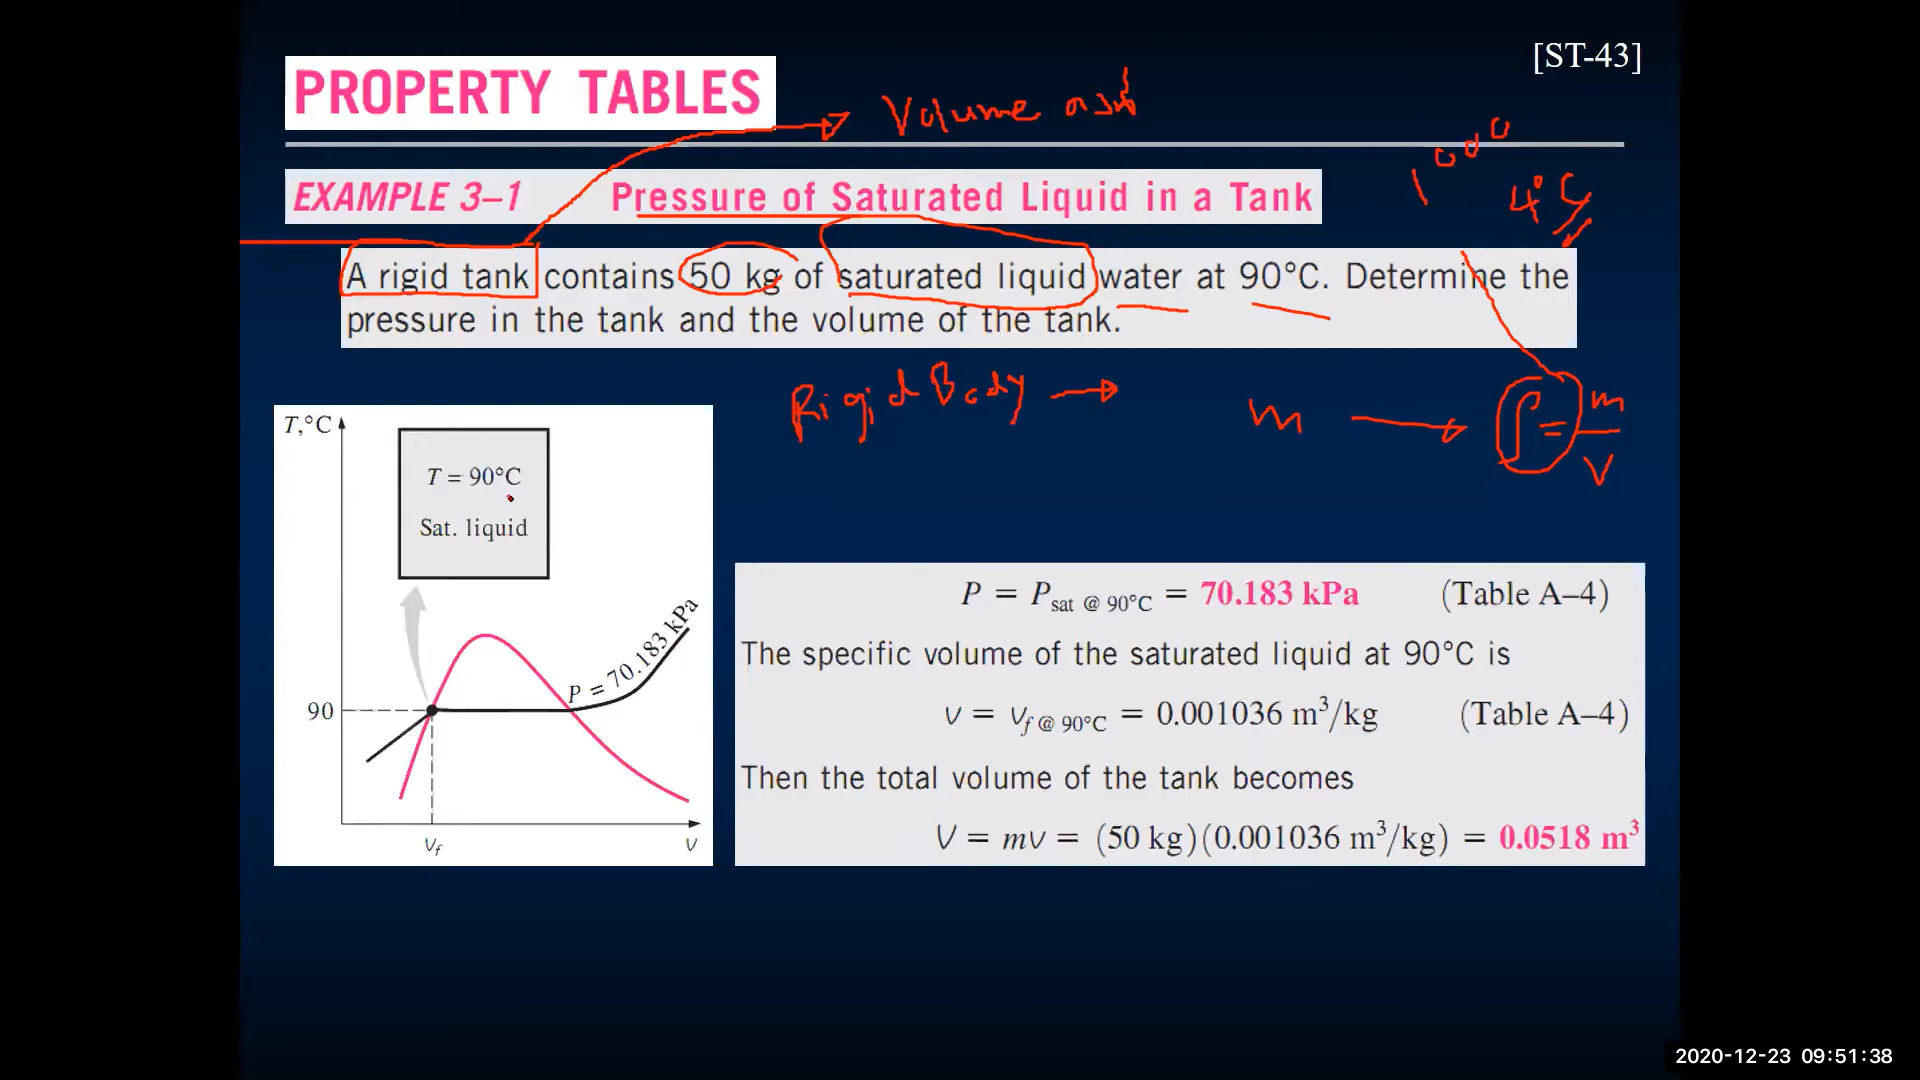 [ST-43]
PROPERTY TABLES
Volume
1000
4°C
EXAMPLE 3–1 Pressure of Saturated Liquid in a Tank
A rigid tank contains 50 kg of saturated liquid water at 90°C. Determine the
pressure in the tank and the volume of the tank.
Rigid Body →
m → ρ = m/V
T,°C
T = 90°C
Sat. liquid
P = 70.183 kPa
90
vf
v
P = Psat @ 90°C = 70.183 kPa (Table A–4)
The specific volume of the saturated liquid at 90°C is
v = vf @ 90°C = 0.001036 m³/kg (Table A–4)
Then the total volume of the tank becomes
V = mv = (50 kg)(0.001036 m³/kg) = 0.0518 m³
2020-12-23 09:51:38